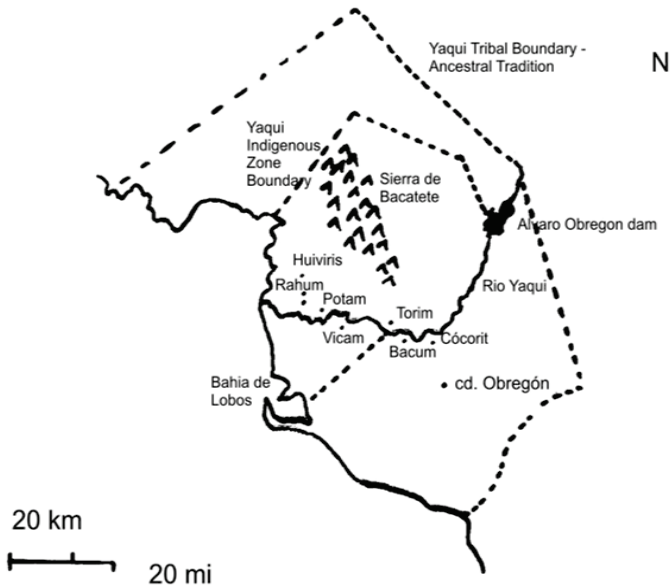 Yaqui Tribal Boundary -
Ancestral Tradition
N
Yaqui
Indigenous
Zone
Boundary
Sierra de
Bacatete
Alvaro Obregon dam
Huiviris
Rahum
Rio Yaqui
Potam
Torim
Vicam
Bacum
Cócorit
Bahia de
Lobos
cd. Obregón
20 km
20 mi